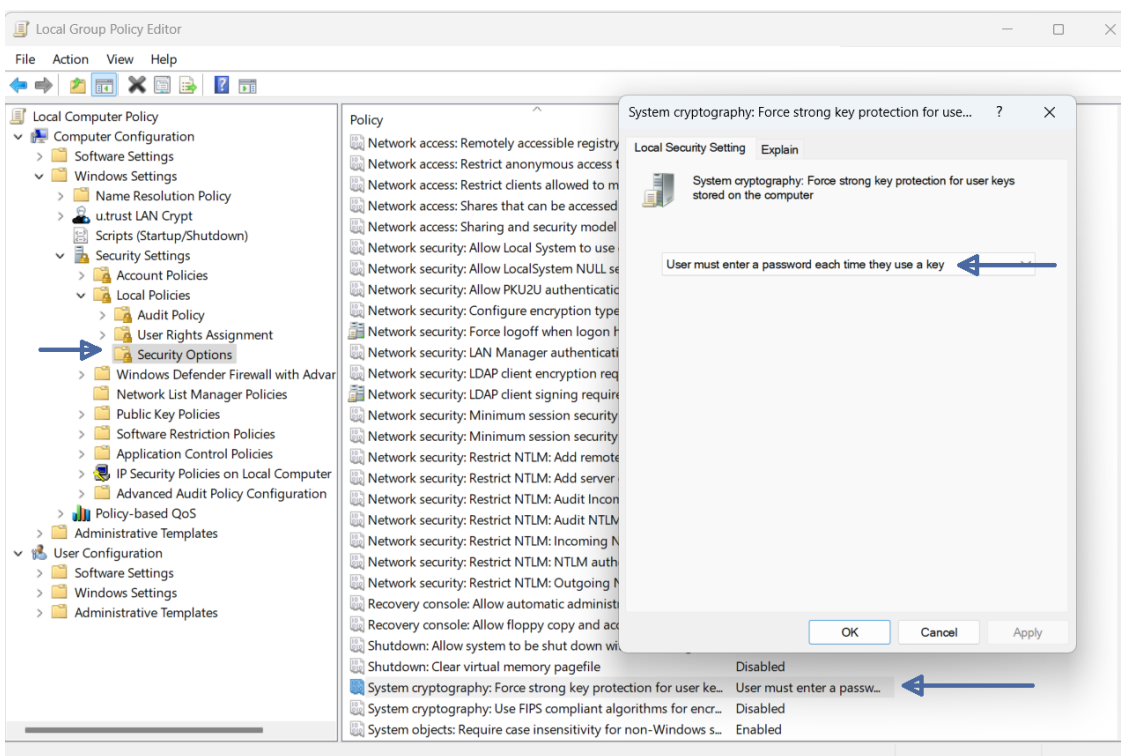 Local Group Policy Editor
File Action View Help
Local Computer Policy
Computer Configuration
Software Settings
Windows Settings
Name Resolution Policy
u.trust LAN Crypt
Scripts (Startup/Shutdown)
Security Settings
Account Policies
Local Policies
Audit Policy
User Rights Assignment
Security Options
Windows Defender Firewall with Advar
Network List Manager Policies
Public Key Policies
Software Restriction Policies
Application Control Policies
IP Security Policies on Local Computer
Advanced Audit Policy Configuration
Policy-based QoS
Administrative Templates
User Configuration
Software Settings
Windows Settings
Administrative Templates
Policy
Network access: Remotely accessible registry
Network access: Restrict anonymous access t
Network access: Restrict clients allowed to m
Network access: Shares that can be accessed
Network access: Sharing and security model
Network security: Allow Local System to use
Network security: Allow LocalSystem NULL se
Network security: Allow PKU2U authenticatic
Network security: Configure encryption type
Network security: Force logoff when logon h
Network security: LAN Manager authenticati
Network security: LDAP client encryption req
Network security: LDAP client signing require
Network security: Minimum session security
Network security: Minimum session security
Network security: Restrict NTLM: Add remote
Network security: Restrict NTLM: Add server
Network security: Restrict NTLM: Audit Incom
Network security: Restrict NTLM: Audit NTLM
Network security: Restrict NTLM: Incoming N
Network security: Restrict NTLM: NTLM auth
Network security: Restrict NTLM: Outgoing N
Recovery console: Allow automatic administ
Recovery console: Allow floppy copy and acc
Shutdown: Allow system to be shut down wi
Shutdown: Clear virtual memory pagefile Disabled
System cryptography: Force strong key protection for user ke... User must enter a passw...
System cryptography: Use FIPS compliant algorithms for encr... Disabled
System objects: Require case insensitivity for non-Windows s... Enabled
System cryptography: Force strong key protection for use... ?
Local Security Setting Explain
System cryptography: Force strong key protection for user keys
stored on the computer
User must enter a password each time they use a key
OK Cancel Apply